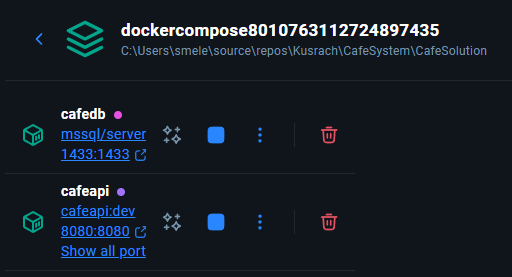 dockercompose8010763112724897435
C:\Users\smele\source\repos\Kusrach\CafeSystem\CafeSolution
cafedb
mssql/server
1433:1433
cafeapi
cafeapi:dev
8080:8080
Show all port